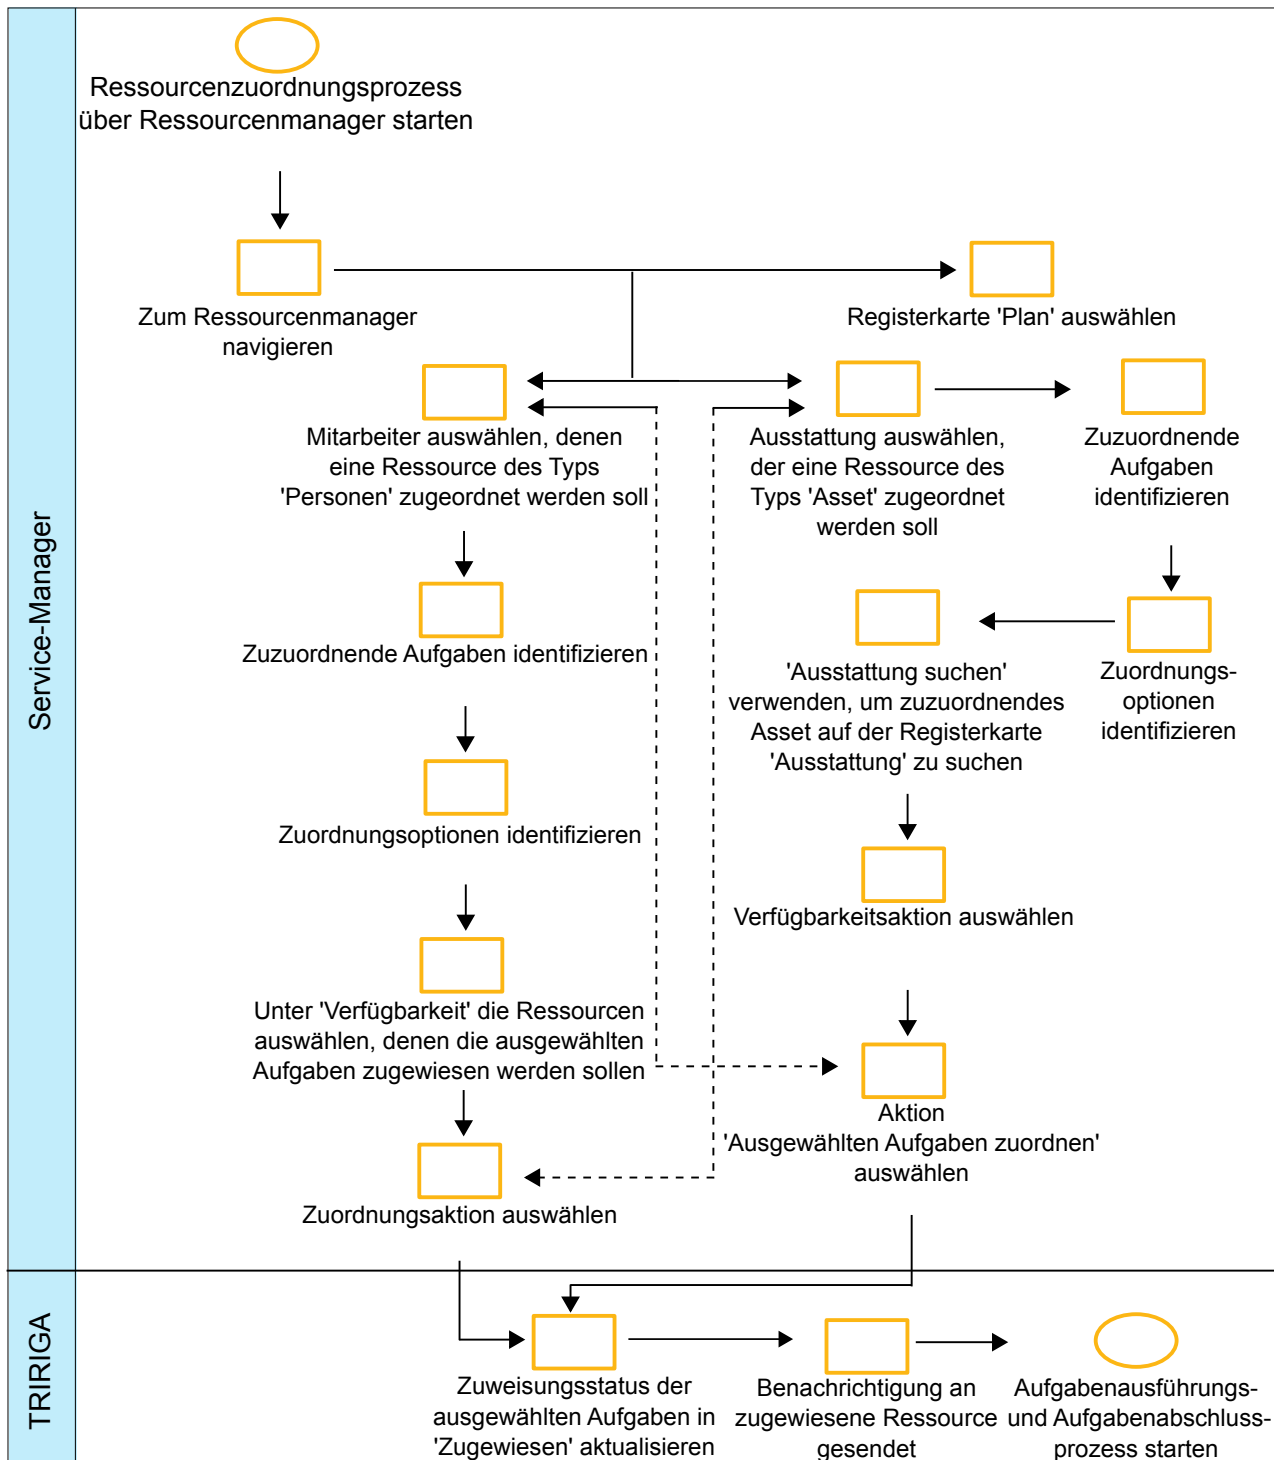 Service-Manager
Ressourcenzuordnungsprozess
über Ressourcenmanager starten
Zum Ressourcenmanager
navigieren
Registerkarte 'Plan' auswählen
Mitarbeiter auswählen, denen
eine Ressource des Typs
'Personen' zugeordnet werden soll
Ausstattung auswählen,
der eine Ressource des
Typs 'Asset' zugeordnet
werden soll
Zuzuordnende
Aufgaben
identifizieren
Zuzuordnende Aufgaben identifizieren
'Ausstattung suchen'
verwenden, um zuzuordnendes
Asset auf der Registerkarte
'Ausstattung' zu suchen
Zuordnungs-
optionen
identifizieren
Zuordnungsoptionen identifizieren
Verfügbarkeitsaktion auswählen
Unter 'Verfügbarkeit' die Ressourcen
auswählen, denen die ausgewählten
Aufgaben zugewiesen werden sollen
Aktion
'Ausgewählten Aufgaben zuordnen'
auswählen
Zuordnungsaktion auswählen
TRIRIGA
Zuweisungsstatus der
ausgewählten Aufgaben in
'Zugewiesen' aktualisieren
Benachrichtigung an
zugewiesene Ressource
gesendet
Aufgabenausführungs-
und Aufgabenabschluss-
prozess starten